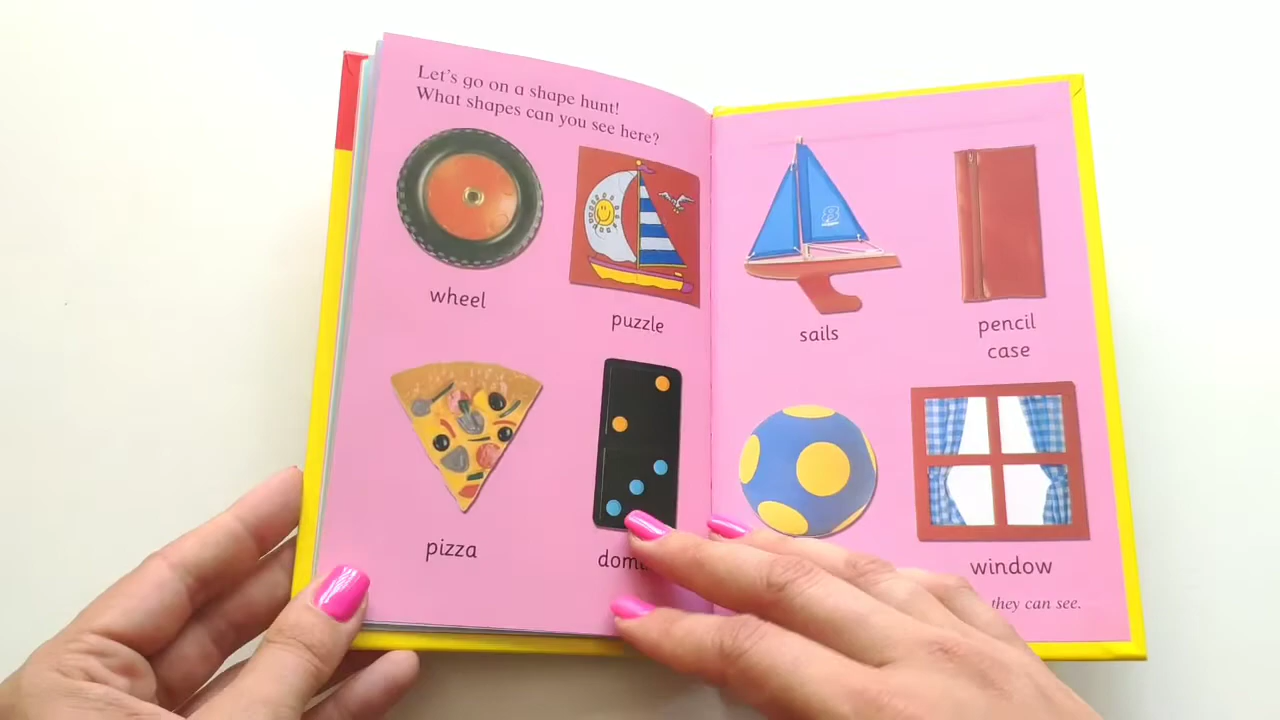 Let's go on a shape hunt!
What shapes can you see here?
wheel
puzzle
sails
pencil
case
pizza
window
they can see.